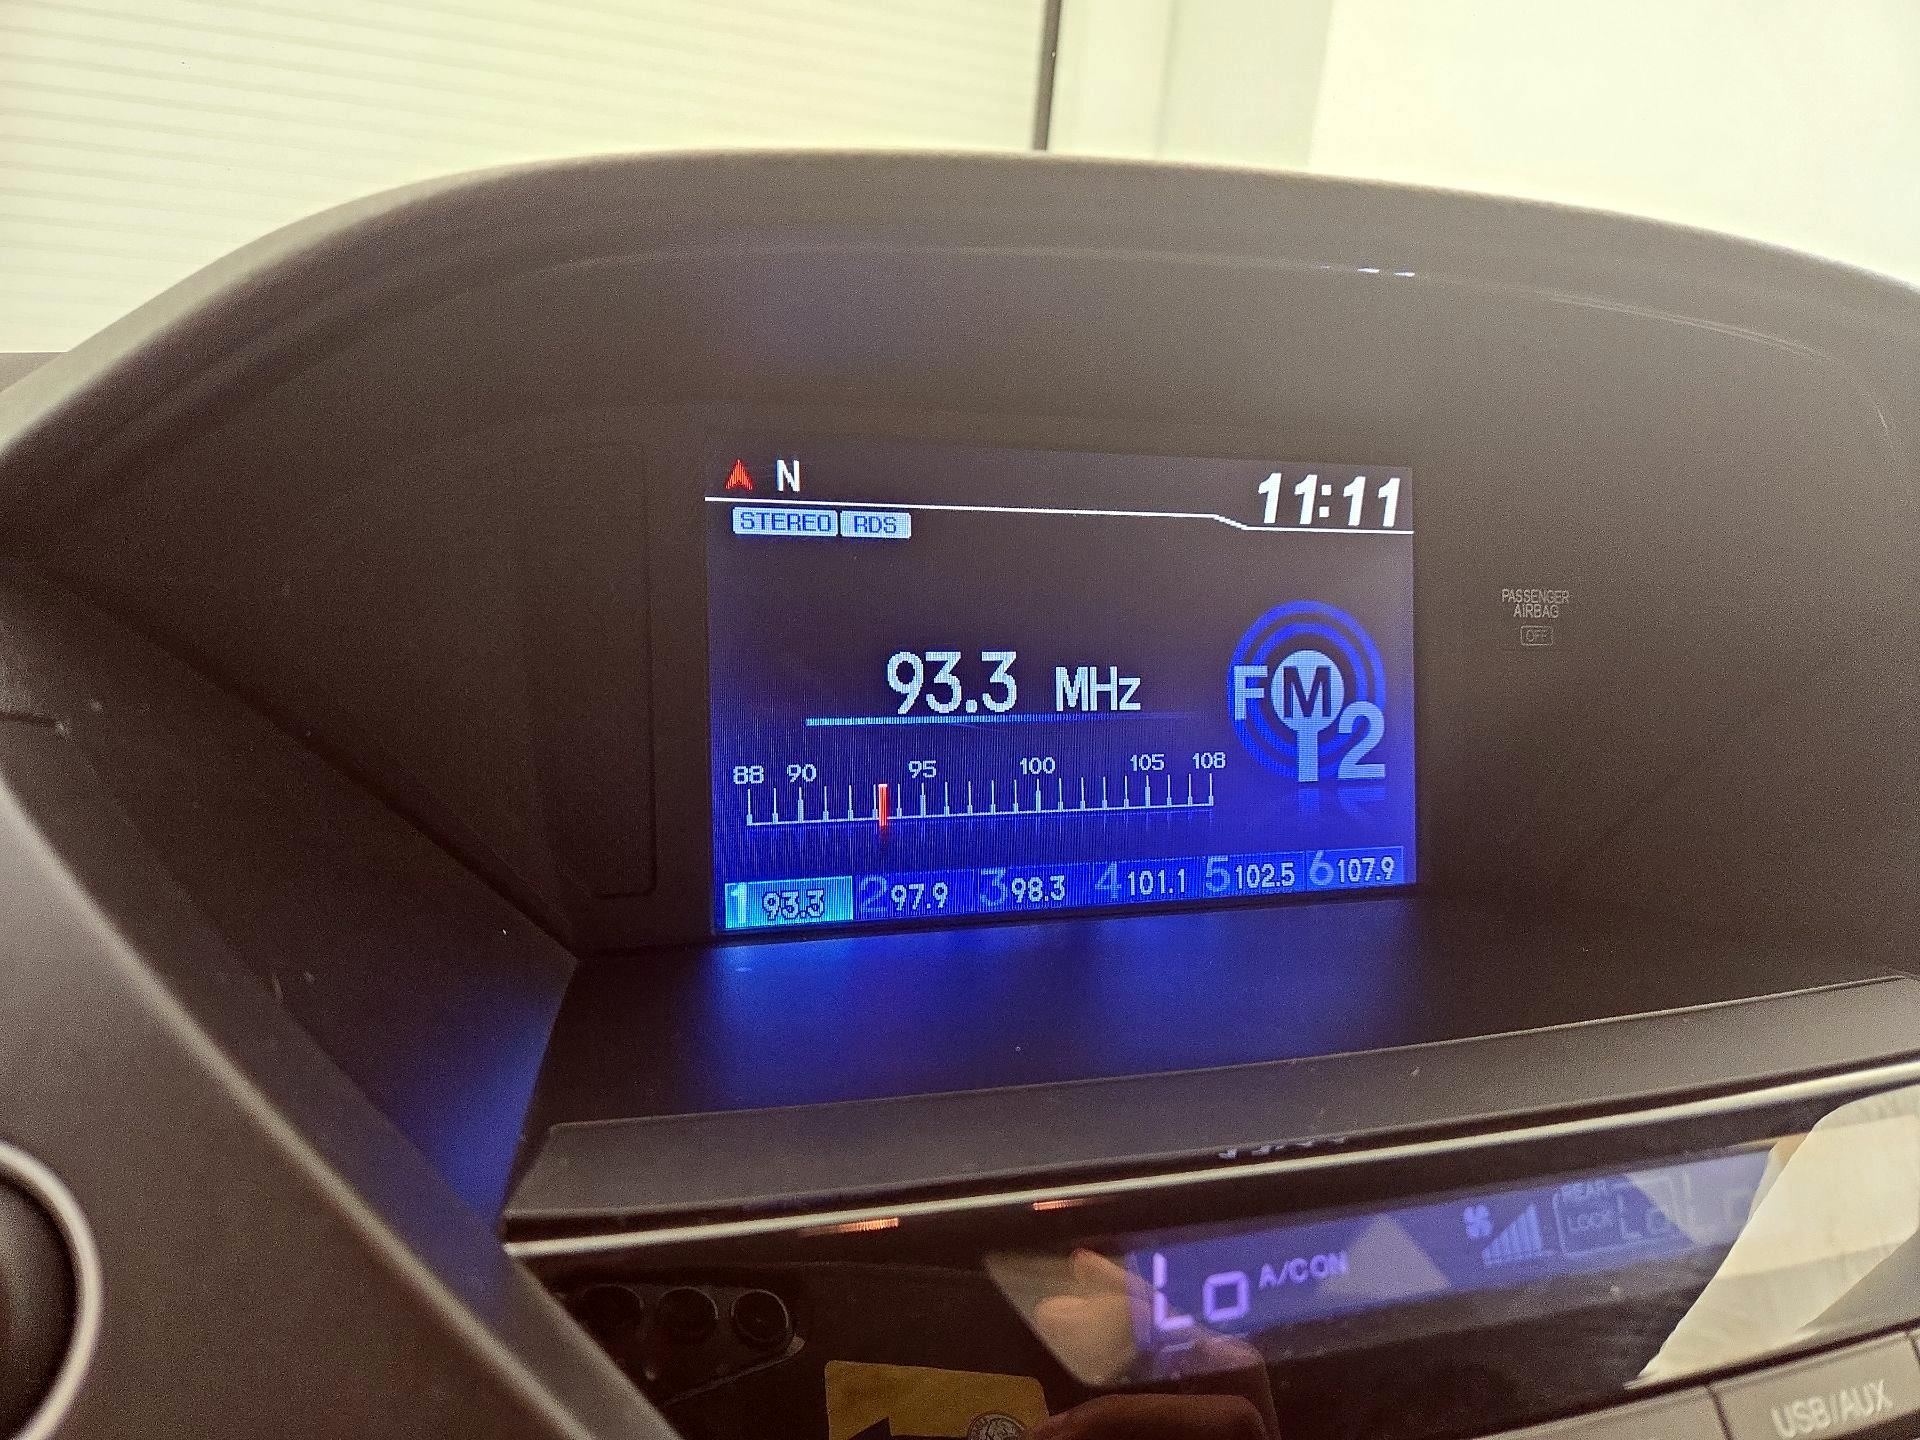 N 11:11
STEREO RDS
93.3 MHz
FM2
88 90 95 100 105 108
1 93.3 2 97.9 3 98.3 4 101.1 5 102.5 6 107.9
PASSENGER
AIRBAG
OFF
REAR
LOCK Lo
Lo A/CON
USB/AUX